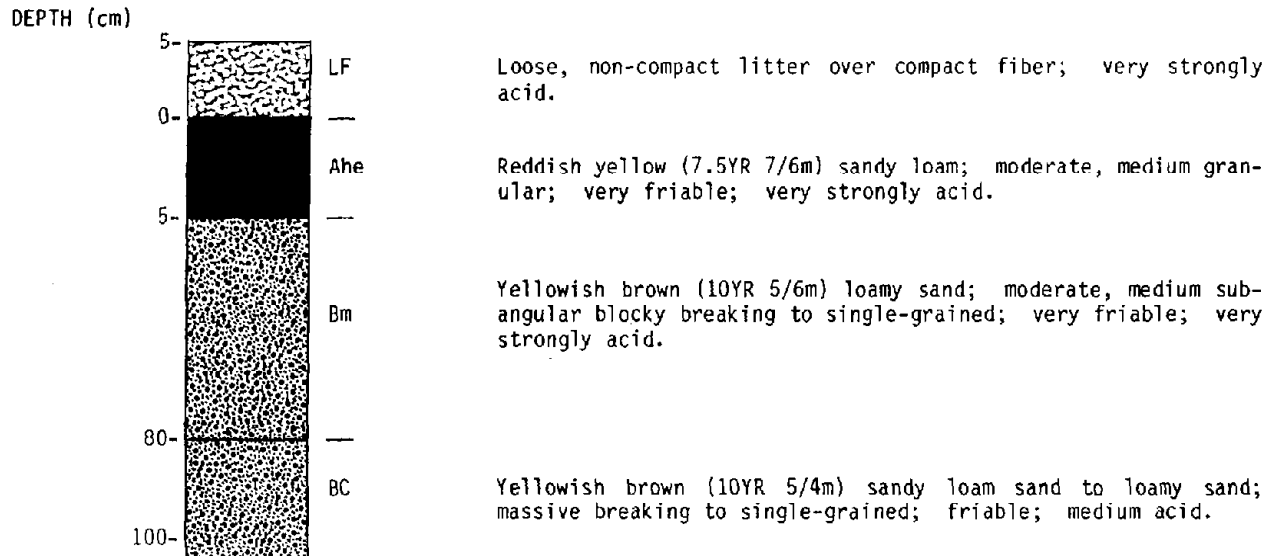 DEPTH (cm)
5-
LF
Loose, non-compact litter over compact fiber; very strongly
acid.
0-
Ahe
Reddish yellow (7.5YR 7/6m) sandy loam; moderate, medium gran-
ular; very friable; very strongly acid.
5-
Bm
Yellowish brown (10YR 5/6m) loamy sand; moderate, medium sub-
angular blocky breaking to single-grained; very friable; very
strongly acid.
80-
BC
Yellowish brown (10YR 5/4m) sandy loam sand to loamy sand;
massive breaking to single-grained; friable; medium acid.
100-